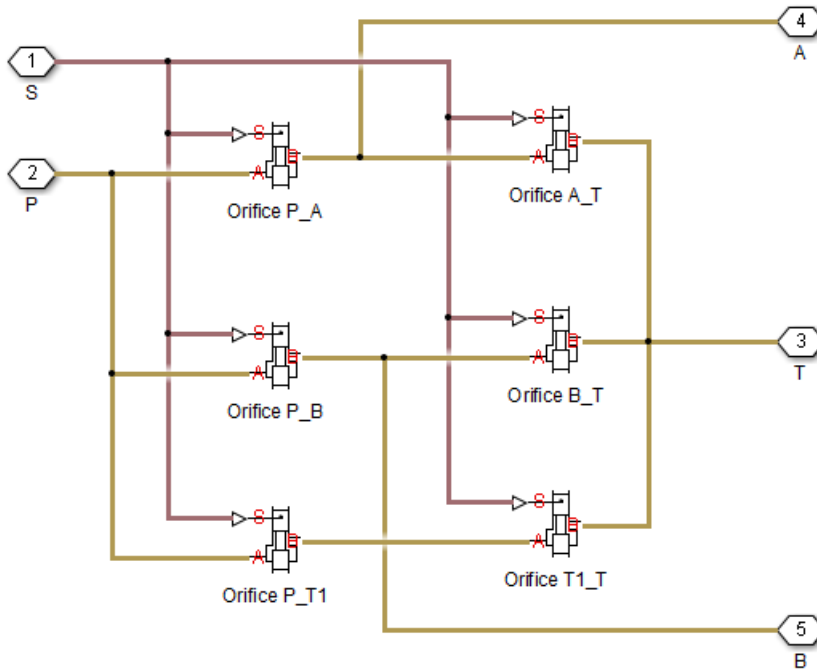 4
A
1
S
S
S
A
B
A
B
2
P
Orifice P_A
Orifice A_T
S
S
A
B
A
B
3
T
Orifice P_B
Orifice B_T
S
S
A
B
A
B
Orifice P_T1
Orifice T1_T
5
B